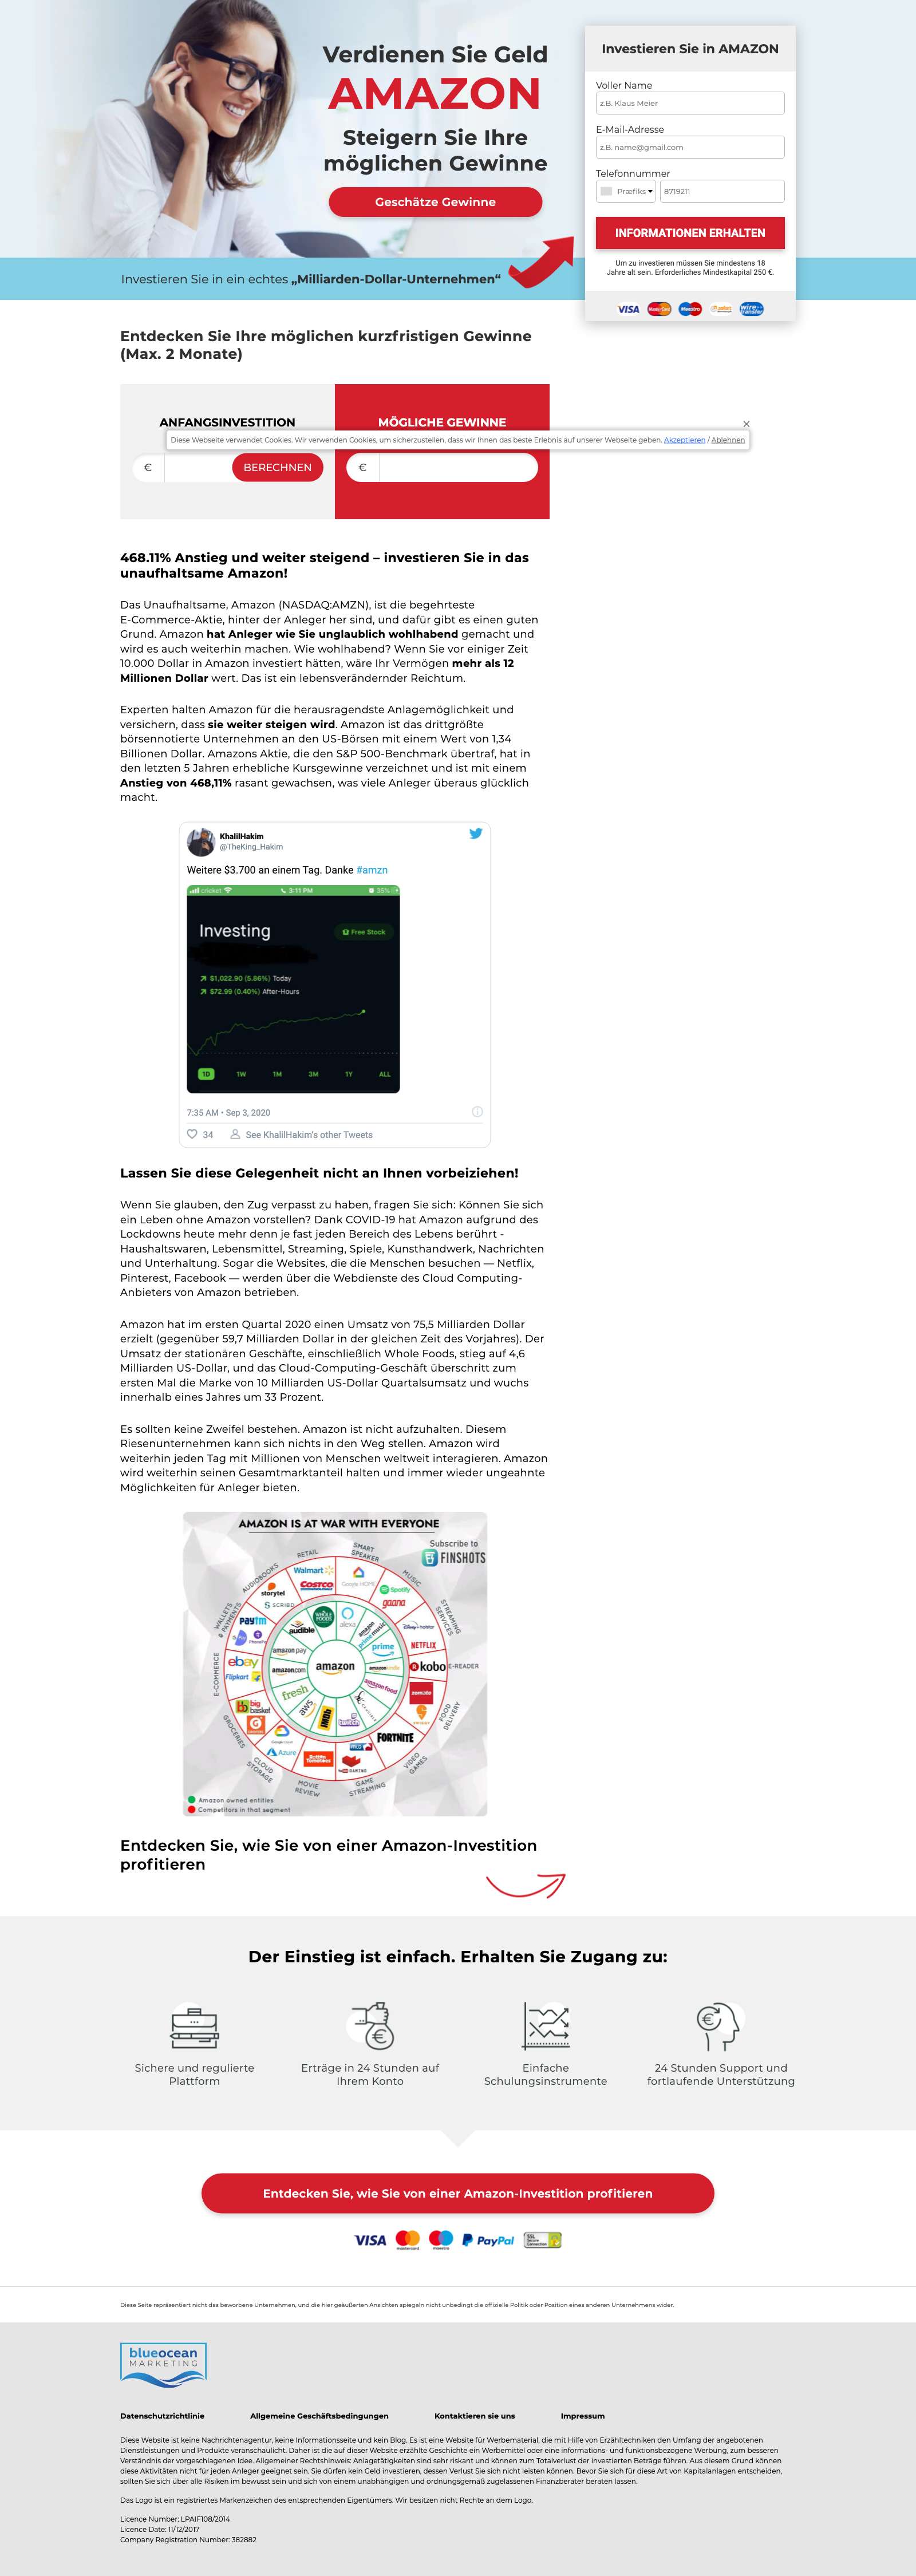 Verdienen Sie Geld
AMAZON
Steigern Sie Ihre
möglichen Gewinne
Geschätze Gewinne
Investieren Sie in ein echtes „Milliarden-Dollar-Unternehmen“
Investieren Sie in AMAZON
Voller Name
z.B. Klaus Meier
E-Mail-Adresse
z.B. name@gmail.com
Telefonnummer
Præfiks
8719211
INFORMATIONEN ERHALTEN
Um zu investieren müssen Sie mindestens 18
Jahre alt sein. Erforderliches Mindestkapital 250 €.
VISA
MasterCard
Maestro
Entdecken Sie Ihre möglichen kurzfristigen Gewinne
(Max. 2 Monate)
ANFANGSINVESTITION
MÖGLICHE GEWINNE
Diese Webseite verwendet Cookies. Wir verwenden Cookies, um sicherzustellen, dass wir Ihnen das beste Erlebnis auf unserer Webseite geben. Akzeptieren / Ablehnen
€
BERECHNEN
€
468.11% Anstieg und weiter steigend – investieren Sie in das
unaufhaltsame Amazon!
Das Unaufhaltsame, Amazon (NASDAQ:AMZN), ist die begehrteste
E-Commerce-Aktie, hinter der Anleger her sind, und dafür gibt es einen guten
Grund. Amazon hat Anleger wie Sie unglaublich wohlhabend gemacht und
wird es auch weiterhin machen. Wie wohlhabend? Wenn Sie vor einiger Zeit
10.000 Dollar in Amazon investiert hätten, wäre Ihr Vermögen mehr als 12
Millionen Dollar wert. Das ist ein lebensverändernder Reichtum.
Experten halten Amazon für die herausragendste Anlagemöglichkeit und
versichern, dass sie weiter steigen wird. Amazon ist das drittgrößte
börsennotierte Unternehmen an den US-Börsen mit einem Wert von 1,34
Billionen Dollar. Amazons Aktie, die den S&P 500-Benchmark übertraf, hat in
den letzten 5 Jahren erhebliche Kursgewinne verzeichnet und ist mit einem
Anstieg von 468,11% rasant gewachsen, was viele Anleger überaus glücklich
macht.
KhalilHakim
@TheKing_Hakim
Weitere $3.700 an einem Tag. Danke #amzn
cricket
3:11 PM
35%
Investing
Free Stock
$1,022.90 (5.86%) Today
$72.99 (0.40%) After-Hours
1D 1W 1M 3M 1Y ALL
7:35 AM • Sep 3, 2020
34
See KhalilHakim's other Tweets
Lassen Sie diese Gelegenheit nicht an Ihnen vorbeiziehen!
Wenn Sie glauben, den Zug verpasst zu haben, fragen Sie sich: Können Sie sich
ein Leben ohne Amazon vorstellen? Dank COVID-19 hat Amazon aufgrund des
Lockdowns heute mehr denn je fast jeden Bereich des Lebens berührt -
Haushaltswaren, Lebensmittel, Streaming, Spiele, Kunsthandwerk, Nachrichten
und Unterhaltung. Sogar die Websites, die die Menschen besuchen — Netflix,
Pinterest, Facebook — werden über die Webdienste des Cloud Computing-
Anbieters von Amazon betrieben.
Amazon hat im ersten Quartal 2020 einen Umsatz von 75,5 Milliarden Dollar
erzielt (gegenüber 59,7 Milliarden Dollar in der gleichen Zeit des Vorjahres). Der
Umsatz der stationären Geschäfte, einschließlich Whole Foods, stieg auf 4,6
Milliarden US-Dollar, und das Cloud-Computing-Geschäft überschritt zum
ersten Mal die Marke von 10 Milliarden US-Dollar Quartalsumsatz und wuchs
innerhalb eines Jahres um 33 Prozent.
Es sollten keine Zweifel bestehen. Amazon ist nicht aufzuhalten. Diesem
Riesenunternehmen kann sich nichts in den Weg stellen. Amazon wird
weiterhin jeden Tag mit Millionen von Menschen weltweit interagieren. Amazon
wird weiterhin seinen Gesamtmarktanteil halten und immer wieder ungeahnte
Möglichkeiten für Anleger bieten.
AMAZON IS AT WAR WITH EVERYONE
Subscribe to
FINSHOTS
RETAIL
SMART SPEAKER
MUSIC
STREAMING SERVICES
E-READER
FOOD DELIVERY
VIDEO GAMES
GAME STREAMING
MOVIE REVIEW
CLOUD STORAGE
GROCERIES
E-COMMERCE
WALLETS & PAYMENTS
AUDIOBOOKS
Walmart
COSTCO
Google HOME
Spotify
gaana
NETFLIX
kobo
zomato
FORTNITE
GAMING
Rotten Tomatoes
Azure
Google Cloud
big basket
Flipkart
ebay
paytm
SCRIBD
storytel
WHOLE FOODS
alexa
amazon prime music
prime
amazon food
twitch
IMDb
aws
fresh
amazon.com
amazon pay
audible
amazon
Amazon owned entities
Competitors in that segment
Entdecken Sie, wie Sie von einer Amazon-Investition
profitieren
Der Einstieg ist einfach. Erhalten Sie Zugang zu:
Sichere und regulierte
Plattform
Erträge in 24 Stunden auf
Ihrem Konto
Einfache
Schulungsinstrumente
24 Stunden Support und
fortlaufende Unterstützung
Entdecken Sie, wie Sie von einer Amazon-Investition profitieren
VISA
mastercard
maestro
PayPal
SSL
Secure
Connection
Diese Seite repräsentiert nicht das beworbene Unternehmen, und die hier geäußerten Ansichten spiegeln nicht unbedingt die offizielle Politik oder Position eines anderen Unternehmens wider.
blueocean
MARKETING
Datenschutzrichtlinie
Allgemeine Geschäftsbedingungen
Kontaktieren sie uns
Impressum
Diese Website ist keine Nachrichtenagentur, keine Informationsseite und kein Blog. Es ist eine Website für Werbematerial, die mit Hilfe von Erzähltechniken den Umfang der angebotenen
Dienstleistungen und Produkte veranschaulicht. Daher ist die auf dieser Website erzählte Geschichte ein Werbemittel oder eine informations- und funktionsbezogene Werbung, zum besseren
Verständnis der vorgeschlagenen Idee. Allgemeiner Rechtshinweis: Anlagetätigkeiten sind sehr riskant und können zum Totalverlust der investierten Beträge führen. Aus diesem Grund können
diese Aktivitäten nicht für jeden Anleger geeignet sein. Sie dürfen kein Geld investieren, dessen Verlust Sie sich nicht leisten können. Bevor Sie sich für diese Art von Kapitalanlagen entscheiden,
sollten Sie sich über alle Risiken im bewusst sein und sich von einem unabhängigen und ordnungsgemäß zugelassenen Finanzberater beraten lassen.
Das Logo ist ein registriertes Markenzeichen des entsprechenden Eigentümers. Wir besitzen nicht Rechte an dem Logo.
Licence Number: LPAIF108/2014
Licence Date: 11/12/2017
Company Registration Number: 382882